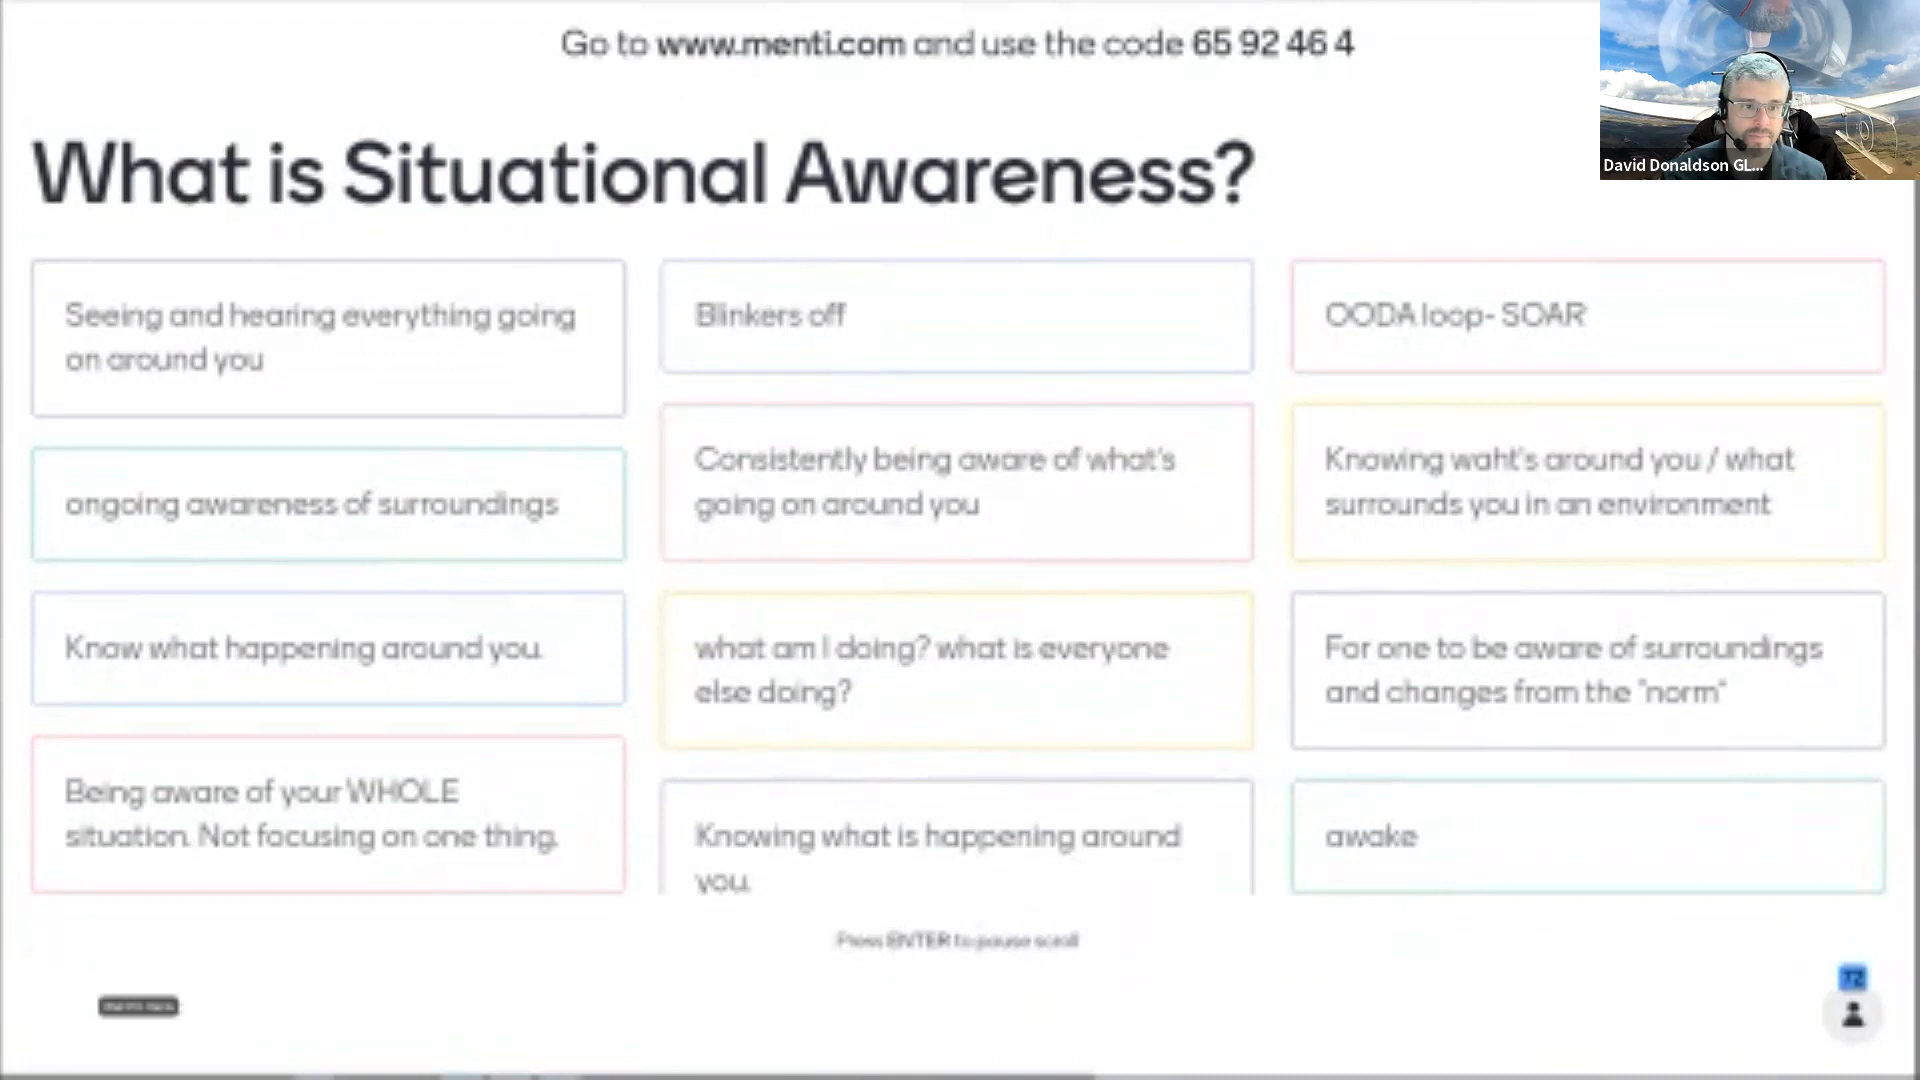 Go to www.menti.com and use the code 65 92 46 4
David Donaldson GL...
What is Situational Awareness?
Seeing and hearing everything going
on around you
ongoing awareness of surroundings
Know what happening around you.
Being aware of your WHOLE
situation. Not focusing on one thing.
Blinkers off
Consistently being aware of what's
going on around you
what am I doing? what is everyone
else doing?
Knowing what is happening around
you.
OODA loop- SOAR
Knowing waht's around you / what
surrounds you in an environment
For one to be aware of surroundings
and changes from the "norm"
awake
Press ENTER to pause scroll
72